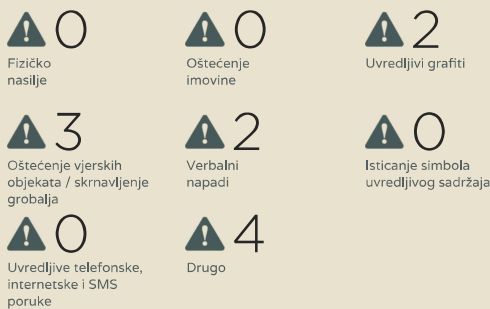 0
Fizičko
nasilje
0
Oštećenje
imovine
2
Uvredljivi grafiti
3
Oštećenje vjerskih
objekata / skrnavljenje
grobalja
2
Verbalni
napadi
0
Isticanje simbola
uvredljivog sadržaja
0
Uvredljive telefonske,
internetske i SMS
poruke
4
Drugo